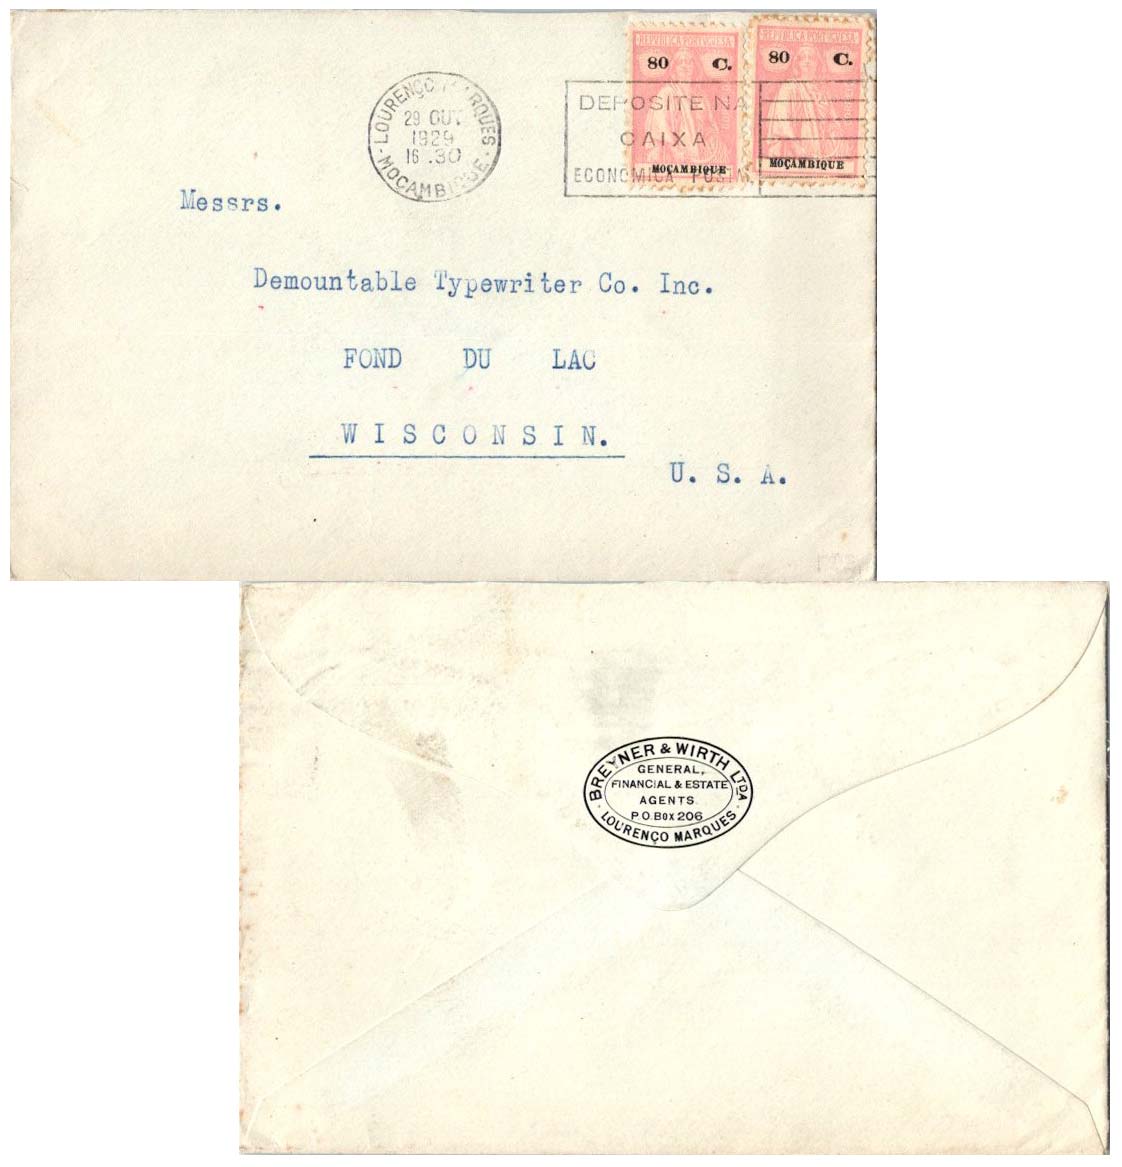 REPUBLICA PORTUGUESA
80 C.
MOÇAMBIQUE
REPUBLICA PORTUGUESA
80 C.
MOÇAMBIQUE
LOURENÇO MARQUES
29 OUT
1929
16.30
MOÇAMBIQUE
DEPOSITE NA
CAIXA
ECONOMICA POSTAL
Messrs.
Demountable Typewriter Co. Inc.
FOND DU LAC
WISCONSIN.
U. S. A.
BREYNER & WIRTH LTDA
GENERAL,
FINANCIAL & ESTATE
AGENTS.
P.O. BOX 206
LOURENÇO MARQUES